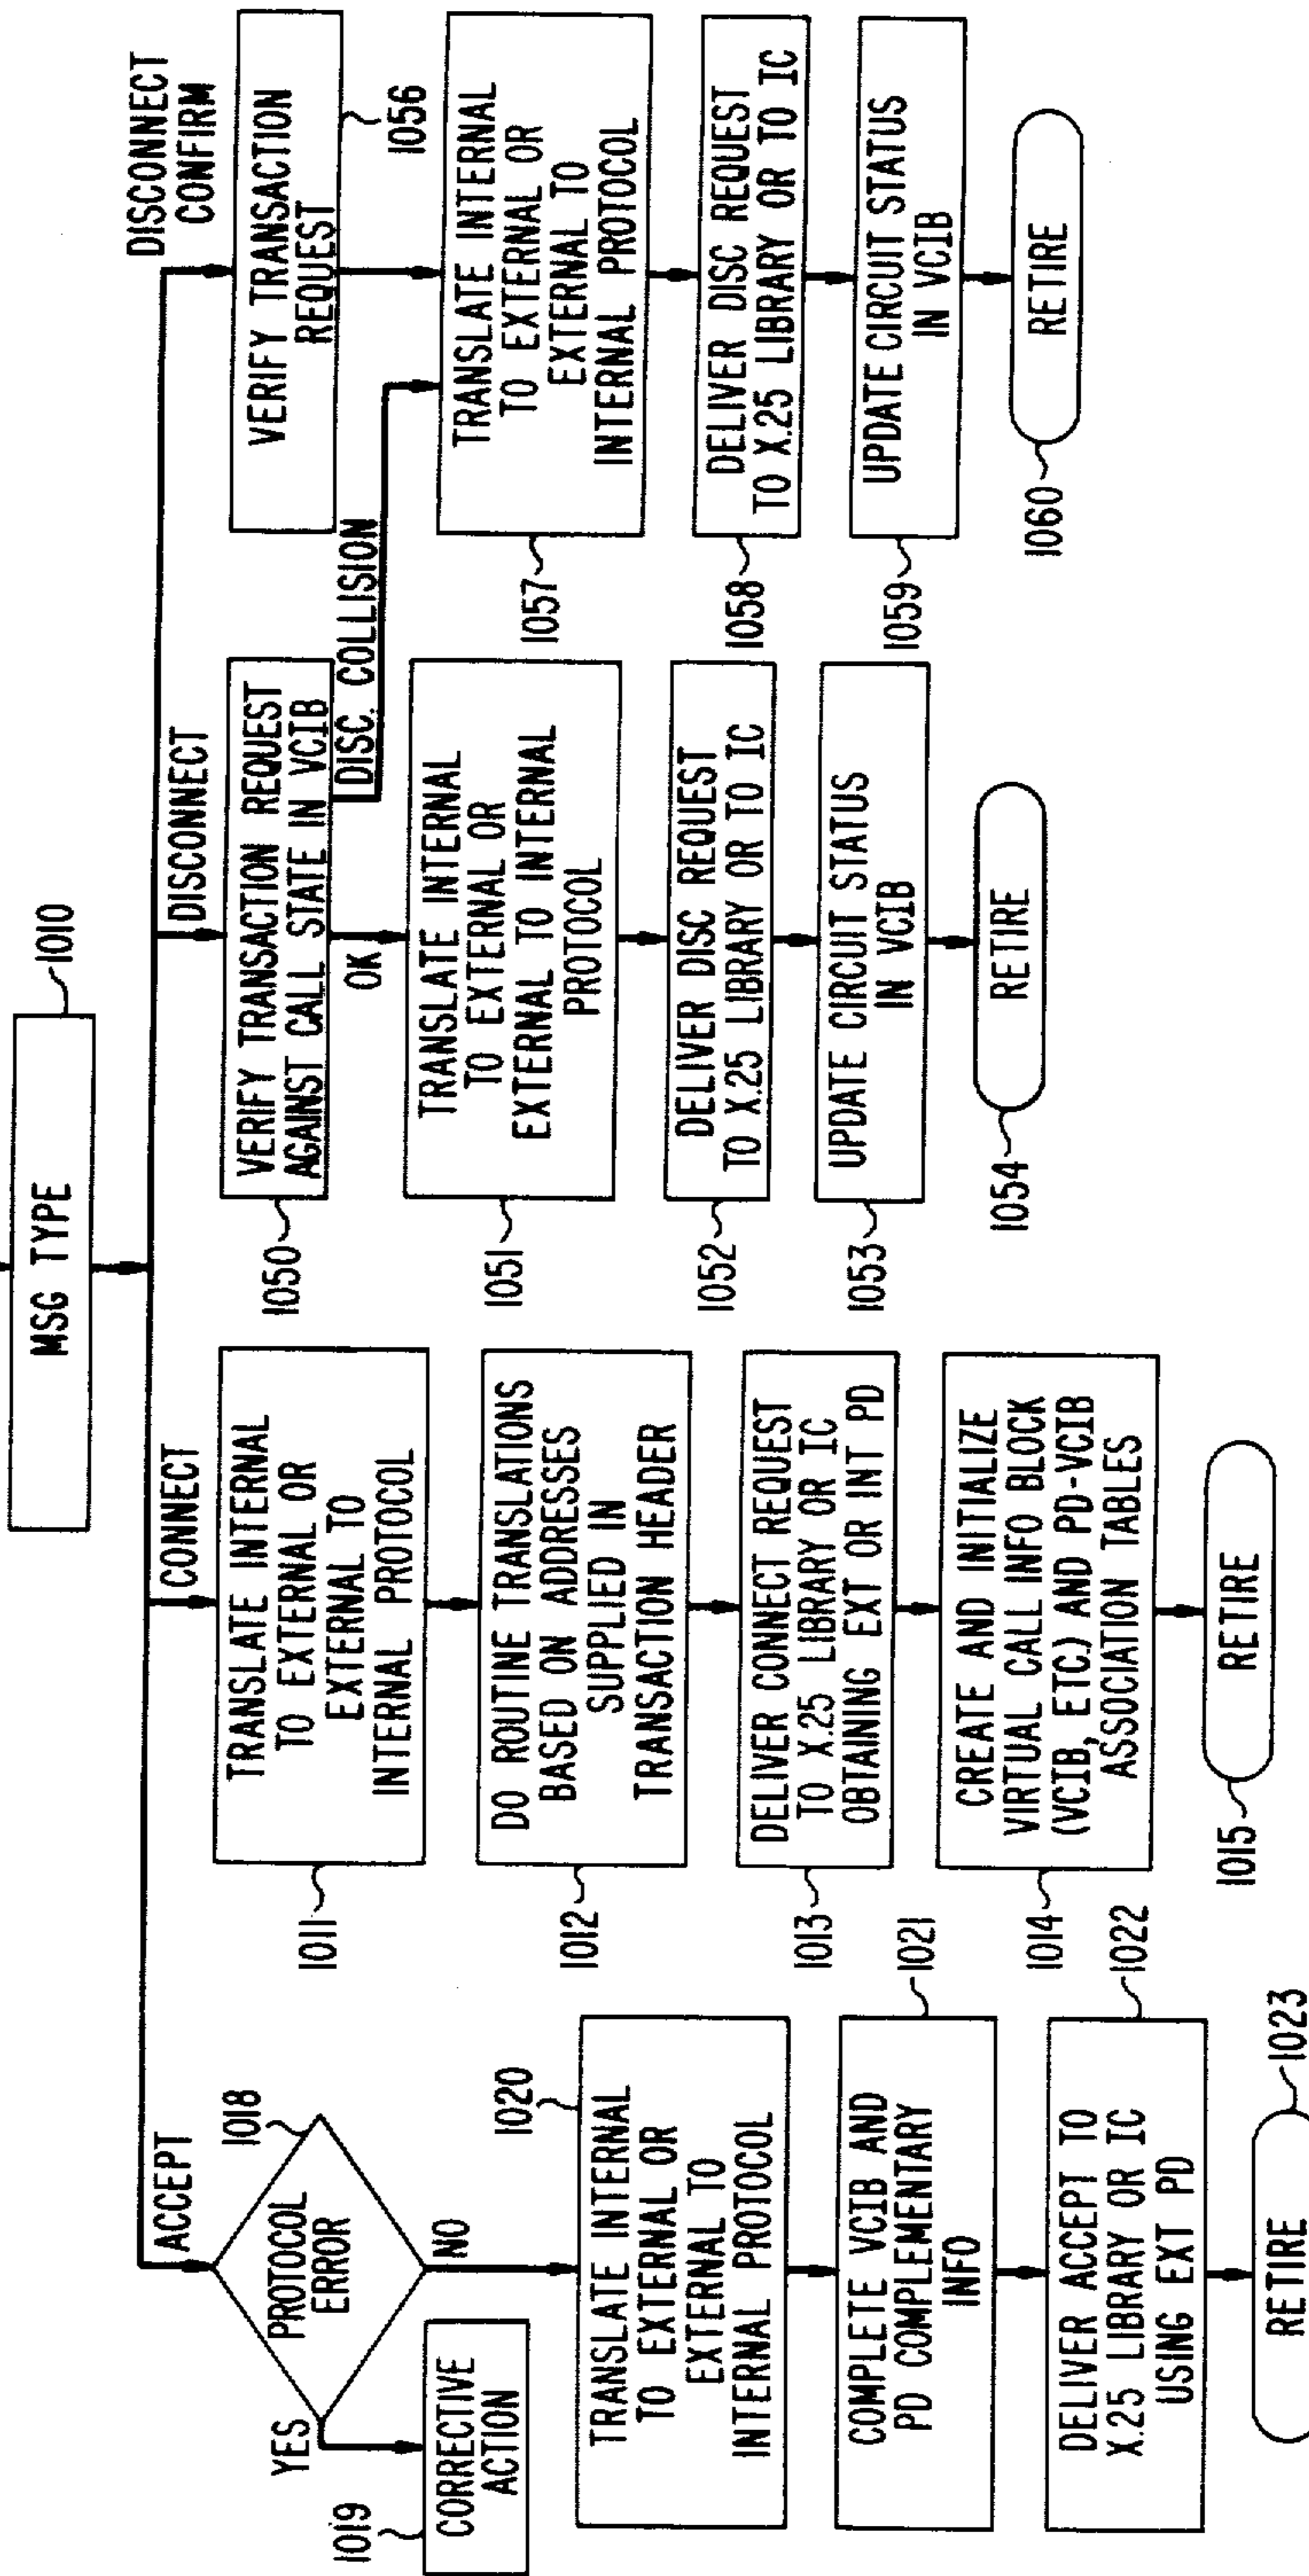 MSG TYPE
1010
ACCEPT
1018
PROTOCOL
ERROR
YES
NO
1019
CORRECTIVE
ACTION
1020
TRANSLATE INTERNAL
TO EXTERNAL OR
EXTERNAL TO
INTERNAL PROTOCOL
COMPLETE VCIB AND
PD COMPLEMENTARY
INFO
1021
DELIVER ACCEPT TO
X.25 LIBRARY OR IC
USING EXT PD
1022
RETIRE
1023
CONNECT
TRANSLATE INTERNAL
TO EXTERNAL OR
EXTERNAL TO
INTERNAL PROTOCOL
1011
DO ROUTINE TRANSLATIONS
BASED ON ADDRESSES
SUPPLIED IN
TRANSACTION HEADER
1012
DELIVER CONNECT REQUEST
TO X.25 LIBRARY OR IC
OBTAINING EXT OR INT PD
1013
CREATE AND INITIALIZE
VIRTUAL CALL INFO BLOCK
(VCIB, ETC.) AND PD-VCIB
ASSOCIATION TABLES
1014
RETIRE
1015
DISCONNECT
VERIFY TRANSACTION REQUEST
AGAINST CALL STATE IN VCIB
1050
OK
DISC. COLLISION
TRANSLATE INTERNAL
TO EXTERNAL OR
EXTERNAL TO INTERNAL
PROTOCOL
1051
DELIVER DISC REQUEST
TO X.25 LIBRARY OR TO IC
1052
UPDATE CIRCUIT STATUS
IN VCIB
1053
RETIRE
1054
DISCONNECT
CONFIRM
VERIFY TRANSACTION
REQUEST
1056
TRANSLATE INTERNAL
TO EXTERNAL OR
EXTERNAL TO
INTERNAL PROTOCOL
1057
DELIVER DISC REQUEST
TO X.25 LIBRARY OR TO IC
1058
UPDATE CIRCUIT STATUS
IN VCIB
1059
RETIRE
1060